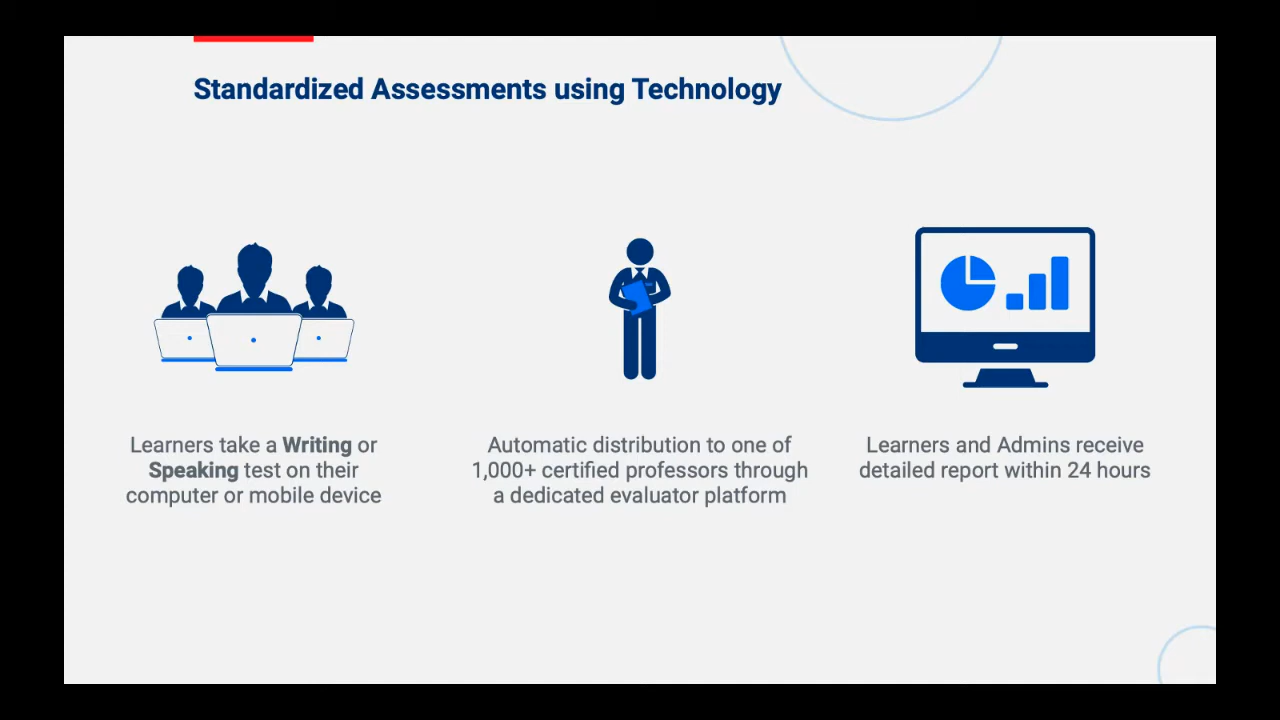 Standardized Assessments using Technology
Learners take a Writing or
Speaking test on their
computer or mobile device
Automatic distribution to one of
1,000+ certified professors through
a dedicated evaluator platform
Learners and Admins receive
detailed report within 24 hours